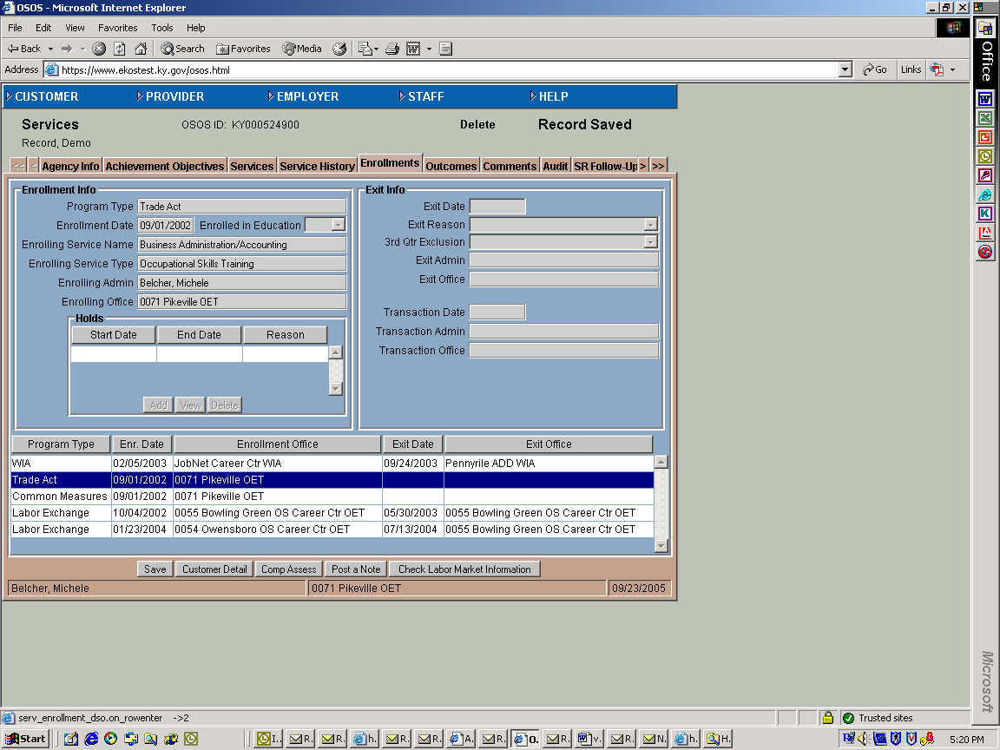 OSOS - Microsoft Internet Explorer
File Edit View Favorites Tools Help
Back Search Favorites Media
Address https://www.ekostest.ky.gov/osos.html Go Links
Office
CUSTOMER PROVIDER EMPLOYER STAFF HELP
Services OSOS ID: KY000524900 Delete Record Saved
Record, Demo
<< < Agency Info Achievement Objectives Services Service History Enrollments Outcomes Comments Audit SR Follow-Up > >>
Enrollment Info
Program Type Trade Act
Enrollment Date 09/01/2002 Enrolled in Education
Enrolling Service Name Business Administration/Accounting
Enrolling Service Type Occupational Skills Training
Enrolling Admin Belcher, Michele
Enrolling Office 0071 Pikeville OET
Holds
Start Date End Date Reason
Add View Delete
Exit Info
Exit Date
Exit Reason
3rd Qtr Exclusion
Exit Admin
Exit Office
Transaction Date
Transaction Admin
Transaction Office
Program Type Enr. Date Enrollment Office Exit Date Exit Office
WIA 02/05/2003 JobNet Career Ctr WIA 09/24/2003 Pennyrile ADD WIA
Trade Act 09/01/2002 0071 Pikeville OET
Common Measures 09/01/2002 0071 Pikeville OET
Labor Exchange 10/04/2002 0055 Bowling Green OS Career Ctr OET 05/30/2003 0055 Bowling Green OS Career Ctr OET
Labor Exchange 01/23/2004 0054 Owensboro OS Career Ctr OET 07/13/2004 0055 Bowling Green OS Career Ctr OET
Save Customer Detail Comp Assess Post a Note Check Labor Market Information
Belcher, Michele 0071 Pikeville OET 09/23/2005
Microsoft
serv_enrollment_dso.on_rowenter ->2 Trusted sites
Start I.. R. R. h. R. R. A. R. O. R. v. R. N. h. H. 5:20 PM